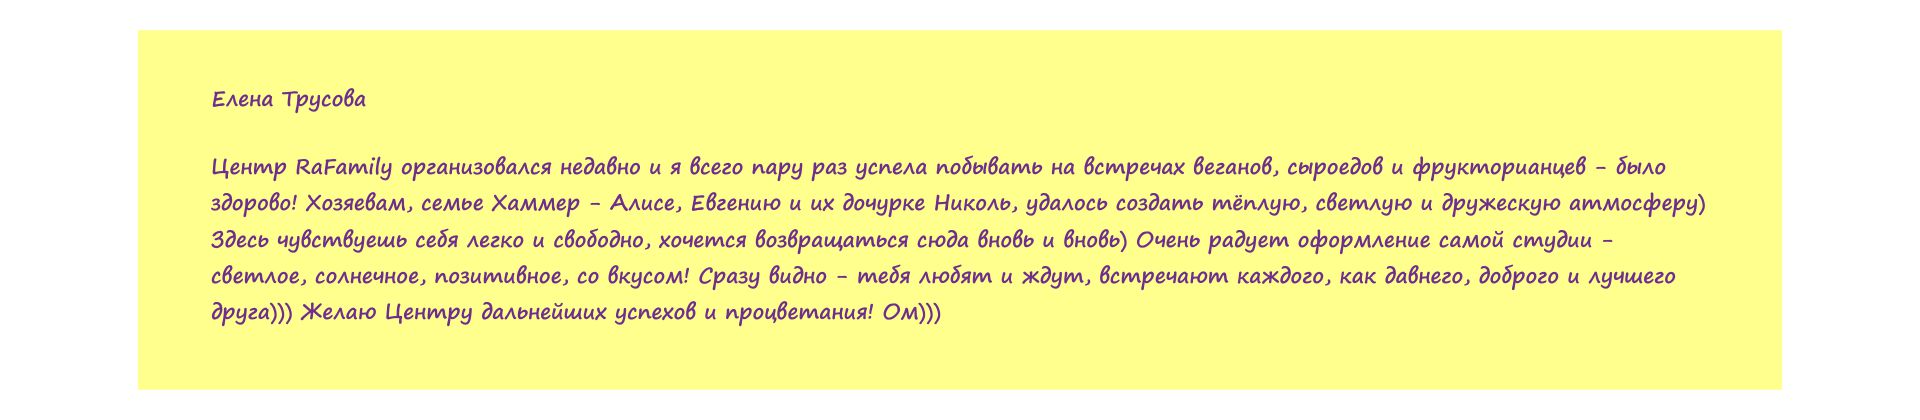 Елена Трусова
Центр RaFamily организовался недавно и я всего пару раз успела побывать на встречах веганов, сыроедов и фрукторианцев - было
здорово! Хозяевам, семье Хаммер - Алисе, Евгению и их дочурке Николь, удалось создать тёплую, светлую и дружескую атмосферу)
Здесь чувствуешь себя легко и свободно, хочется возвращаться сюда вновь и вновь) Очень радует оформление самой студии -
светлое, солнечное, позитивное, со вкусом! Сразу видно - тебя любят и ждут, встречают каждого, как давнего, доброго и лучшего
друга))) Желаю Центру дальнейших успехов и процветания! Ом)))